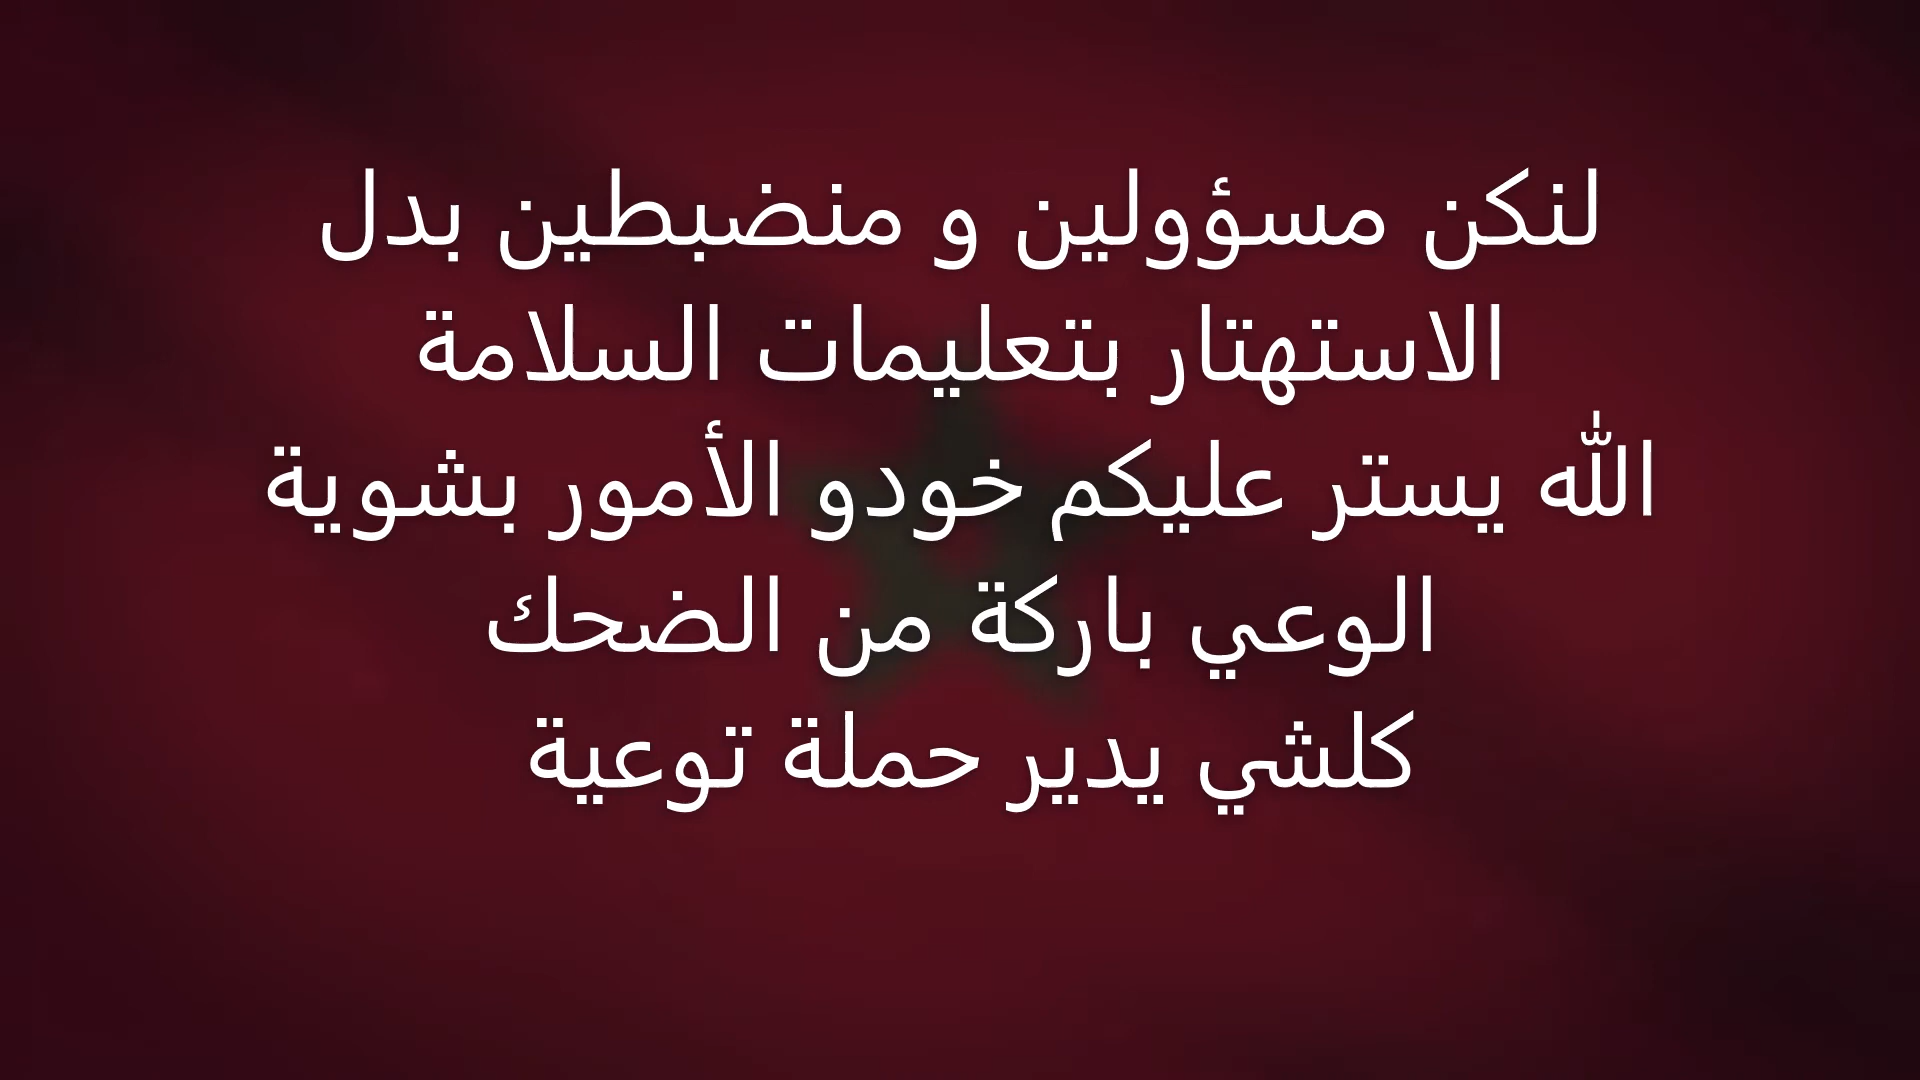 لنكن مسؤولين و منضبطين بدل
الاستهتار بتعليمات السلامة
الله يستر عليكم خودو الأمور بشوية
الوعي باركة من الضحك
كلشي يدير حملة توعية